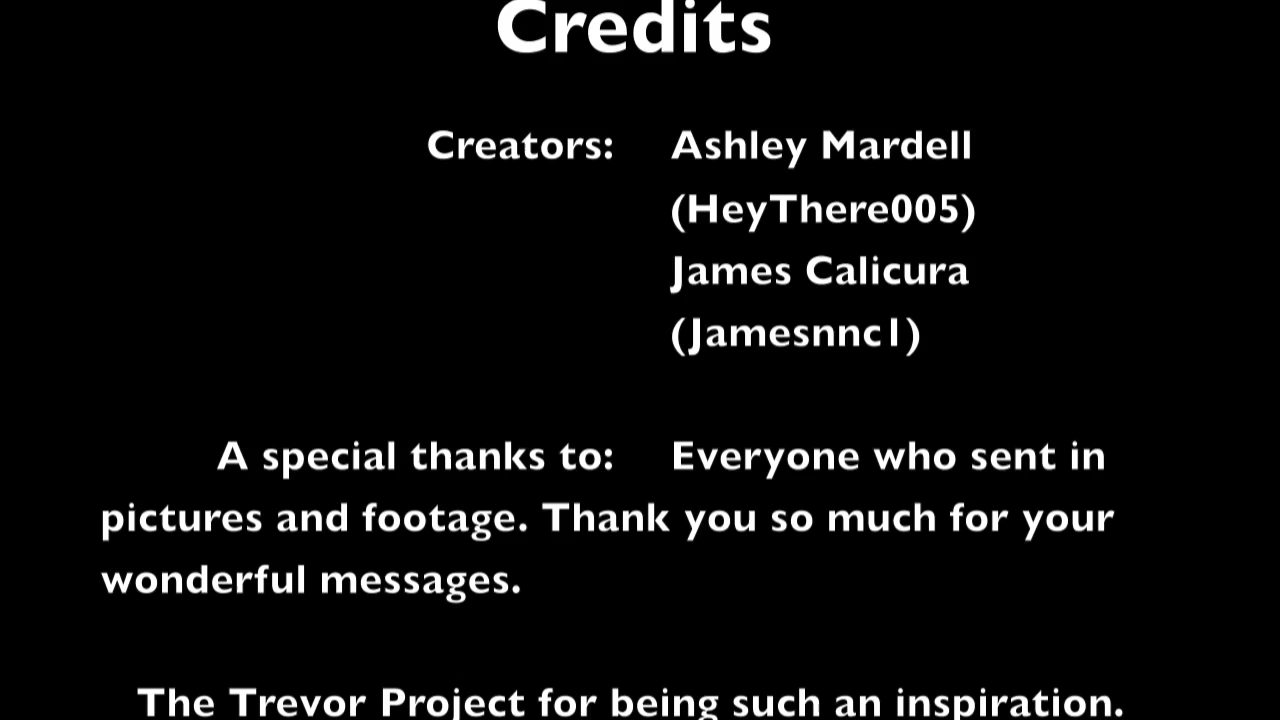 Credits
Creators: Ashley Mardell
(HeyThere005)
James Calicura
(Jamesnnc1)
A special thanks to: Everyone who sent in
pictures and footage. Thank you so much for your
wonderful messages.
The Trevor Project for being such an inspiration.